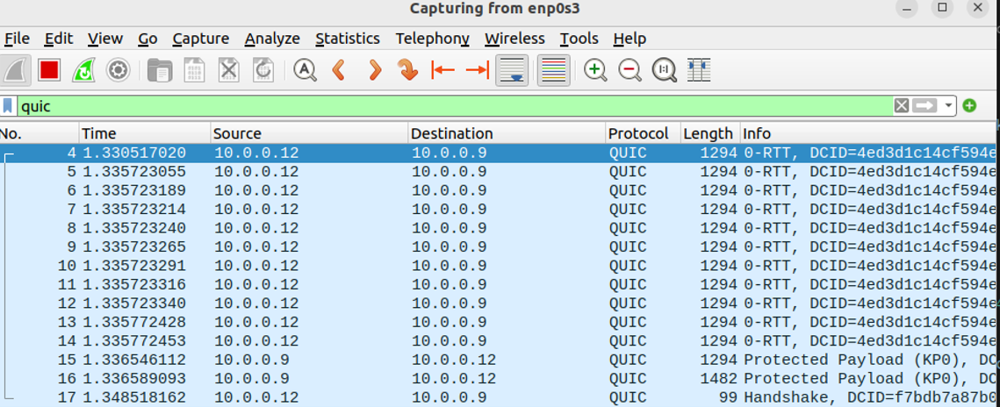 Capturing from enp0s3
File Edit View Go Capture Analyze Statistics Telephony Wireless Tools Help
quic
No. Time Source Destination Protocol Length Info
4 1.330517020 10.0.0.12 10.0.0.9 QUIC 1294 0-RTT, DCID=4ed3d1c14cf594e
5 1.335723055 10.0.0.12 10.0.0.9 QUIC 1294 0-RTT, DCID=4ed3d1c14cf594e
6 1.335723189 10.0.0.12 10.0.0.9 QUIC 1294 0-RTT, DCID=4ed3d1c14cf594e
7 1.335723214 10.0.0.12 10.0.0.9 QUIC 1294 0-RTT, DCID=4ed3d1c14cf594e
8 1.335723240 10.0.0.12 10.0.0.9 QUIC 1294 0-RTT, DCID=4ed3d1c14cf594e
9 1.335723265 10.0.0.12 10.0.0.9 QUIC 1294 0-RTT, DCID=4ed3d1c14cf594e
10 1.335723291 10.0.0.12 10.0.0.9 QUIC 1294 0-RTT, DCID=4ed3d1c14cf594e
11 1.335723316 10.0.0.12 10.0.0.9 QUIC 1294 0-RTT, DCID=4ed3d1c14cf594e
12 1.335723340 10.0.0.12 10.0.0.9 QUIC 1294 0-RTT, DCID=4ed3d1c14cf594e
13 1.335772428 10.0.0.12 10.0.0.9 QUIC 1294 0-RTT, DCID=4ed3d1c14cf594e
14 1.335772453 10.0.0.12 10.0.0.9 QUIC 1294 0-RTT, DCID=4ed3d1c14cf594e
15 1.336546112 10.0.0.9 10.0.0.12 QUIC 1294 Protected Payload (KP0), DC
16 1.336589093 10.0.0.9 10.0.0.12 QUIC 1482 Protected Payload (KP0), DC
17 1.348518162 10.0.0.12 10.0.0.9 QUIC 99 Handshake, DCID=f7bdb7a87b0